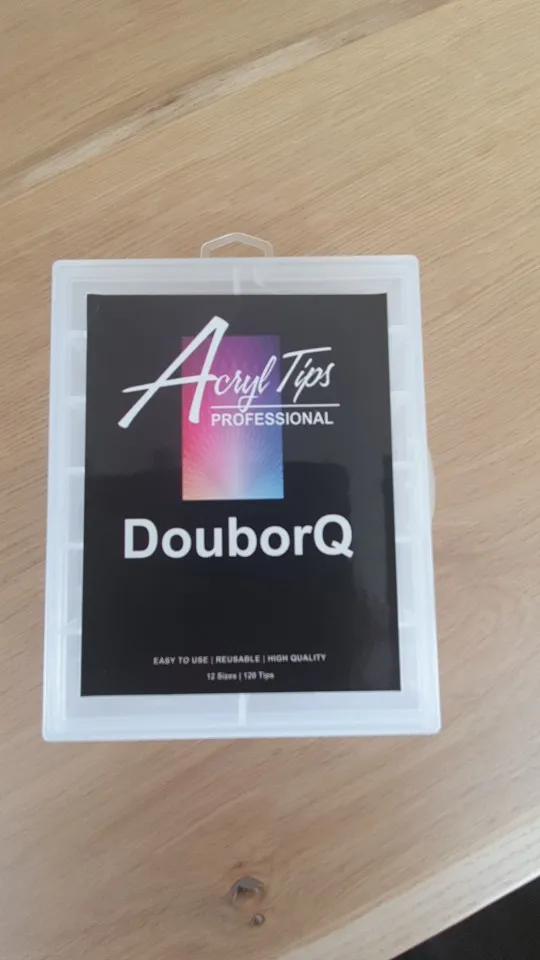 Acryl Tips
PROFESSIONAL
DouborQ
EASY TO USE | REUSABLE | HIGH QUALITY
12 Sizes | 120 Tips